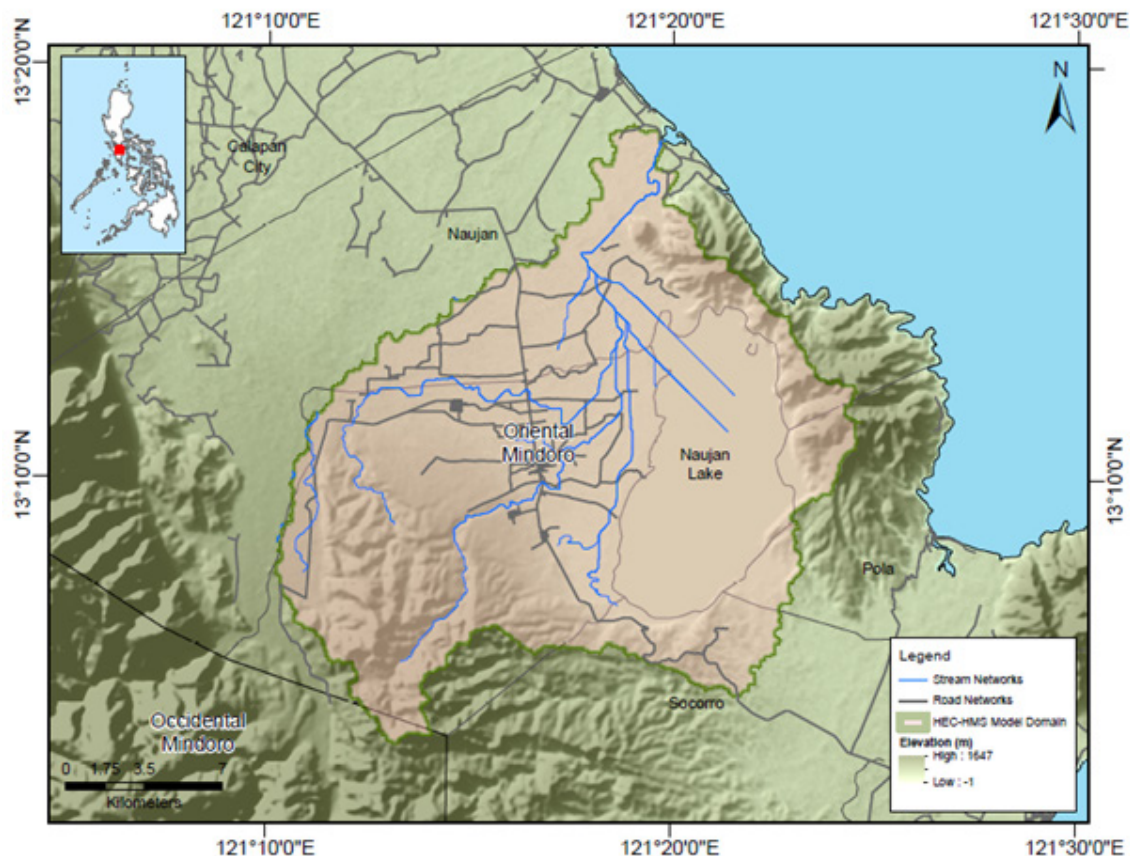 121°10'0"E
121°20'0"E
121°30'0"E
13°20'0"N
N
Calapan
City
Naujan
Oriental
Mindoro
Naujan
Lake
13°10'0"N
13°10'0"N
Pola
Socorro
Occidental
Mindoro
0 1.75 3.5 7
Kilometers
Legend
Stream Networks
Road Networks
HEC-HMS Model Domain
Elevation (m)
High : 1647
Low : -1
121°10'0"E
121°20'0"E
121°30'0"E